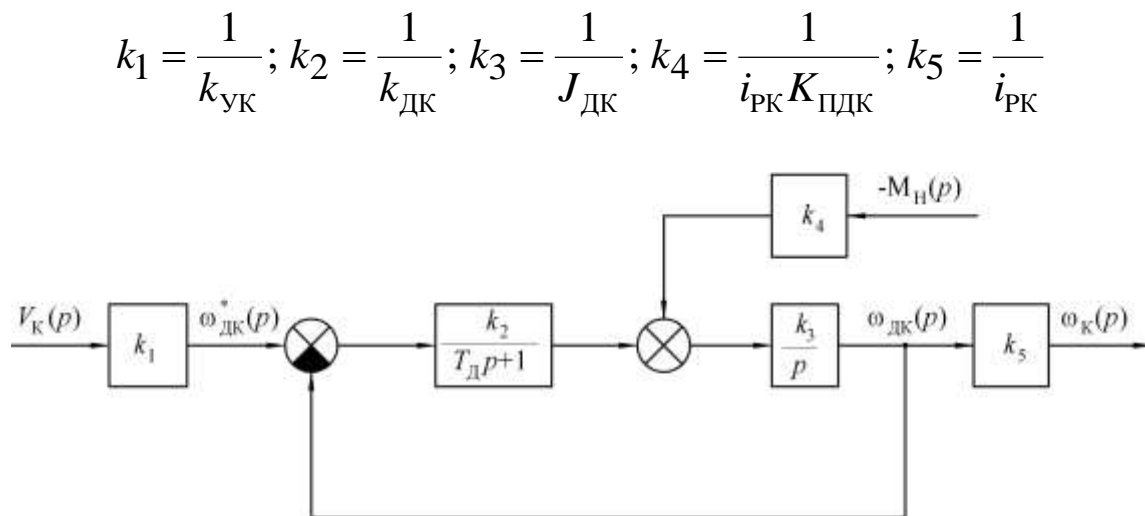 k₁ = 1/k_УК; k₂ = 1/k_ДК; k₃ = 1/J_ДК; k₄ = 1/(i_РК K_ПДК); k₅ = 1/i_РК
-M_Н(p)
k₄
V_К(p)
k₁
ω*_ДК(p)
k₂/(T_Д p+1)
k₃/p
ω_ДК(p)
k₅
ω_К(p)